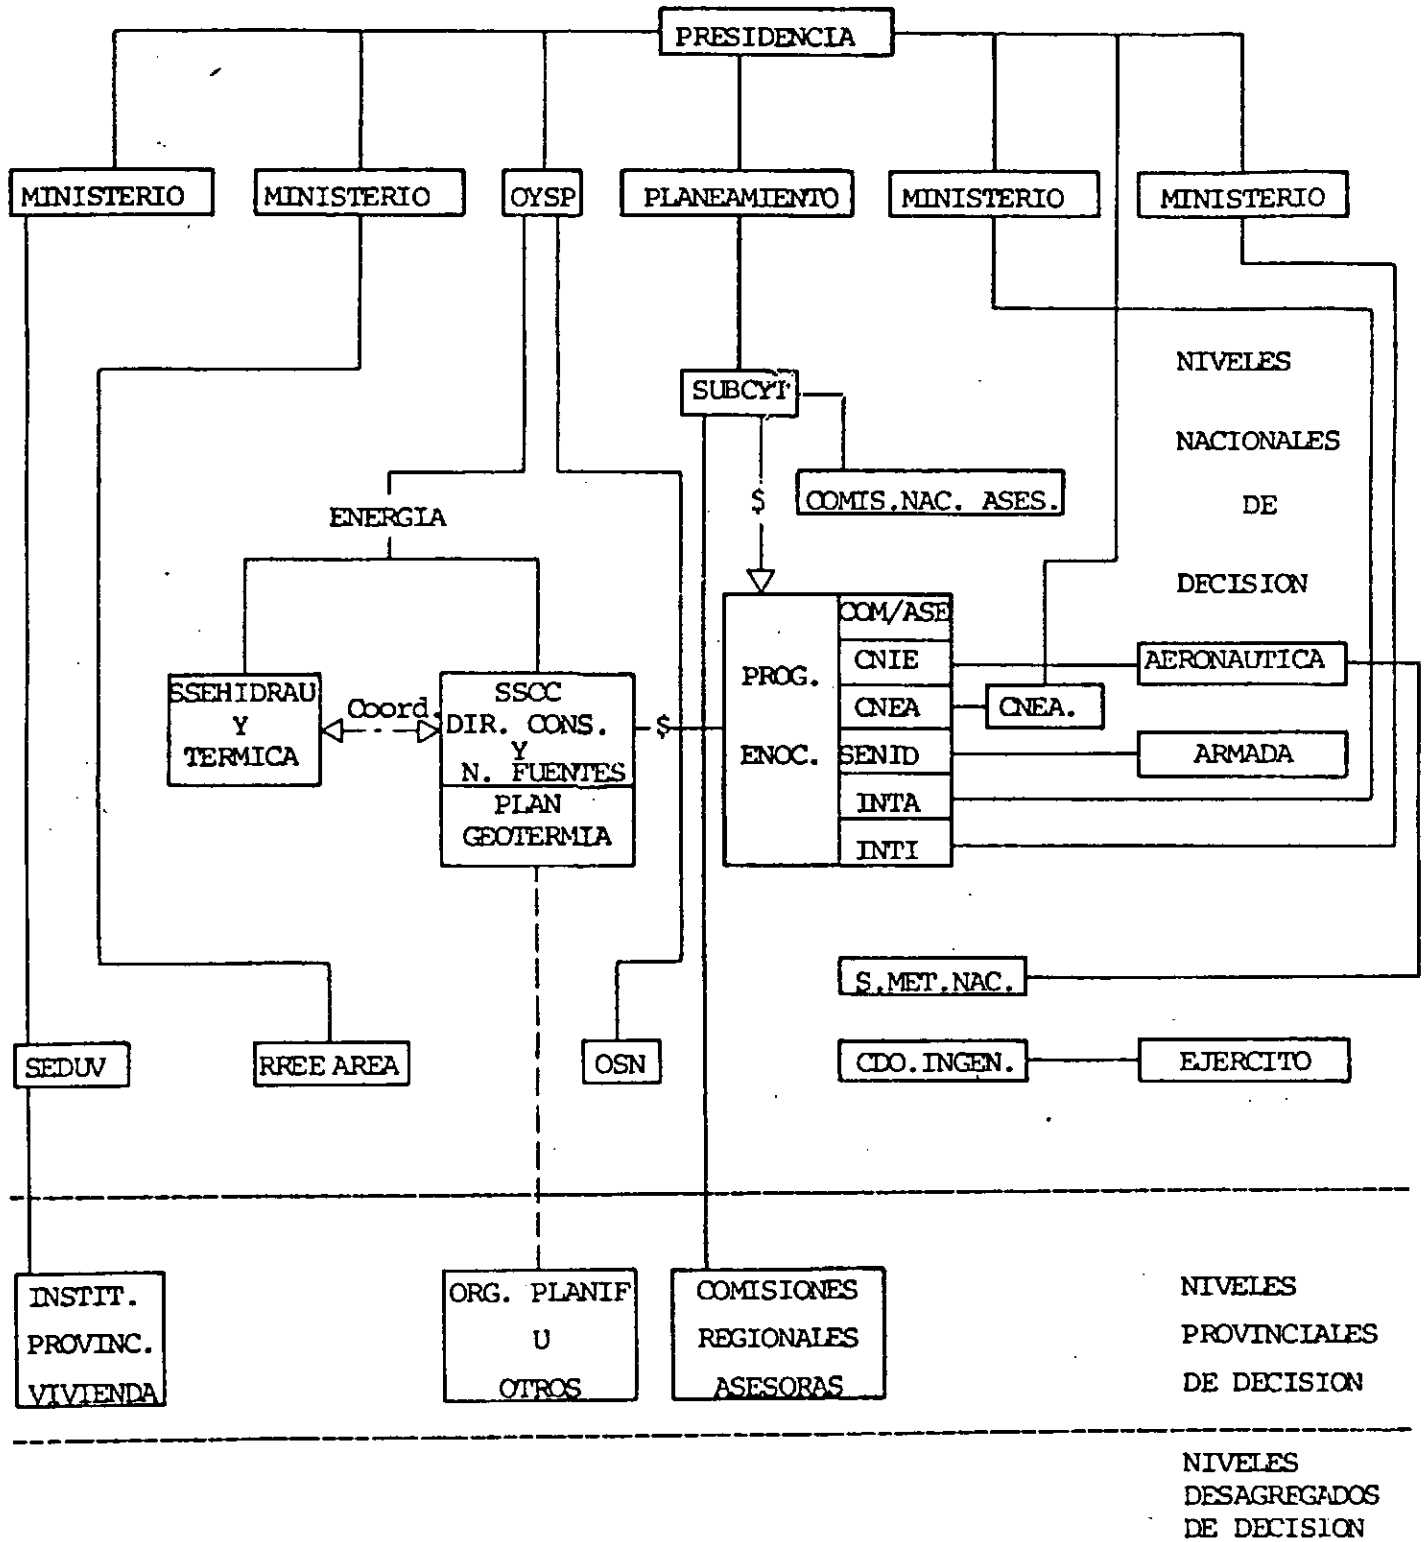 PRESIDENCIA
MINISTERIO
MINISTERIO
OYSP
PLANEAMIENTO
MINISTERIO
MINISTERIO
SUBCYT
COMIS.NAC. ASES.
$
ENERGIA
NIVELES
NACIONALES
DE
DECISION
SSEHIDRAU
Y
TERMICA
Coord.
SSCC
DIR. CONS.
Y
N. FUENTES
PLAN
GEOTERMIA
$
PROG.
ENOC.
COM/ASE
CNIE
CNEA
SENID
INTA
INTI
AERONAUTICA
CNEA.
ARMADA
S.MET.NAC.
SEDUV
RREE AREA
OSN
CDO.INGEN.
EJERCITO
INSTIT.
PROVINC.
VIVIENDA
ORG. PLANIF
U
OTROS
COMISIONES
REGIONALES
ASESORAS
NIVELES
PROVINCIALES
DE DECISION
NIVELES
DESAGREGADOS
DE DECISION